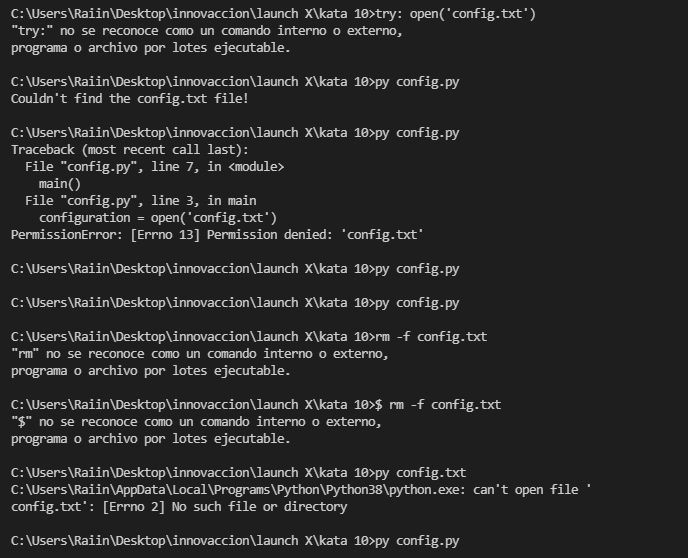 C:\Users\Raiin\Desktop\innovaccion\launch X\kata 10>try: open('config.txt')
"try:" no se reconoce como un comando interno o externo,
programa o archivo por lotes ejecutable.
C:\Users\Raiin\Desktop\innovaccion\launch X\kata 10>py config.py
Couldn't find the config.txt file!
C:\Users\Raiin\Desktop\innovaccion\launch X\kata 10>py config.py
Traceback (most recent call last):
  File "config.py", line 7, in <module>
    main()
  File "config.py", line 3, in main
    configuration = open('config.txt')
PermissionError: [Errno 13] Permission denied: 'config.txt'
C:\Users\Raiin\Desktop\innovaccion\launch X\kata 10>py config.py
C:\Users\Raiin\Desktop\innovaccion\launch X\kata 10>py config.py
C:\Users\Raiin\Desktop\innovaccion\launch X\kata 10>rm -f config.txt
"rm" no se reconoce como un comando interno o externo,
programa o archivo por lotes ejecutable.
C:\Users\Raiin\Desktop\innovaccion\launch X\kata 10>$ rm -f config.txt
"$" no se reconoce como un comando interno o externo,
programa o archivo por lotes ejecutable.
C:\Users\Raiin\Desktop\innovaccion\launch X\kata 10>py config.txt
C:\Users\Raiin\AppData\Local\Programs\Python\Python38\python.exe: can't open file '
config.txt': [Errno 2] No such file or directory
C:\Users\Raiin\Desktop\innovaccion\launch X\kata 10>py config.py